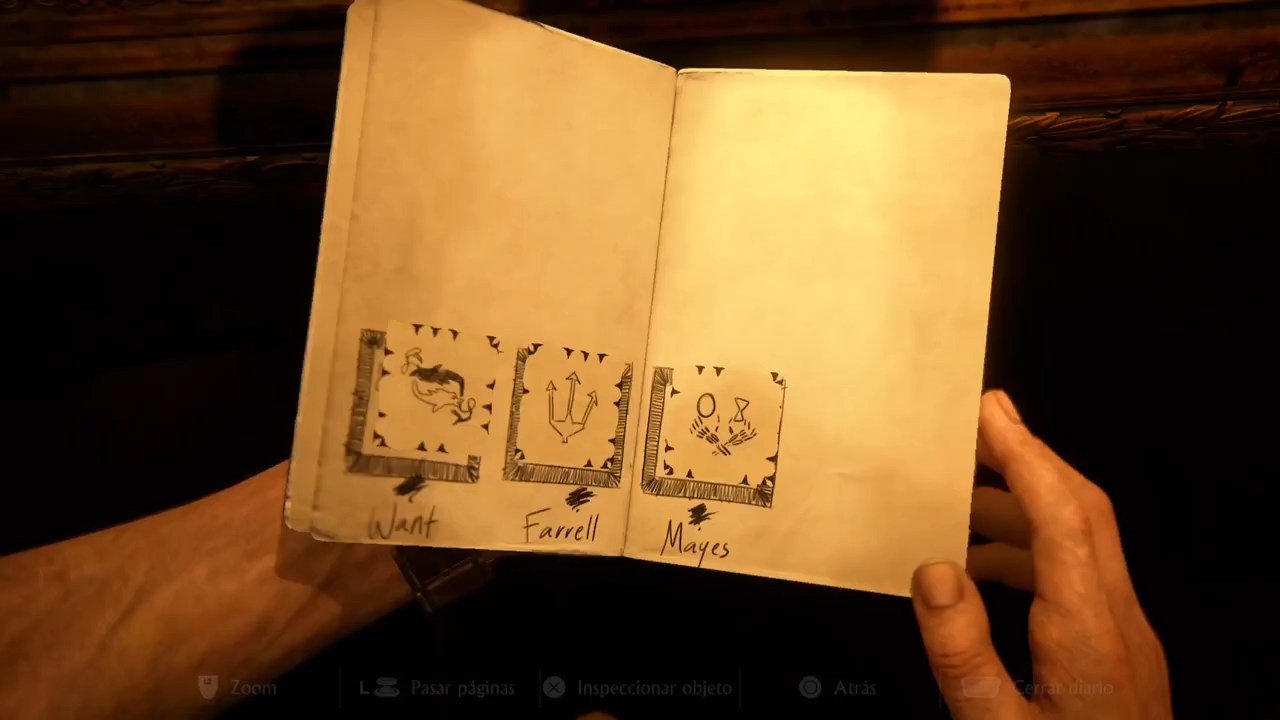 Want
Farrell
Mayes
Zoom
L Pasar páginas
Inspeccionar objeto
Atrás
Cerrar diario